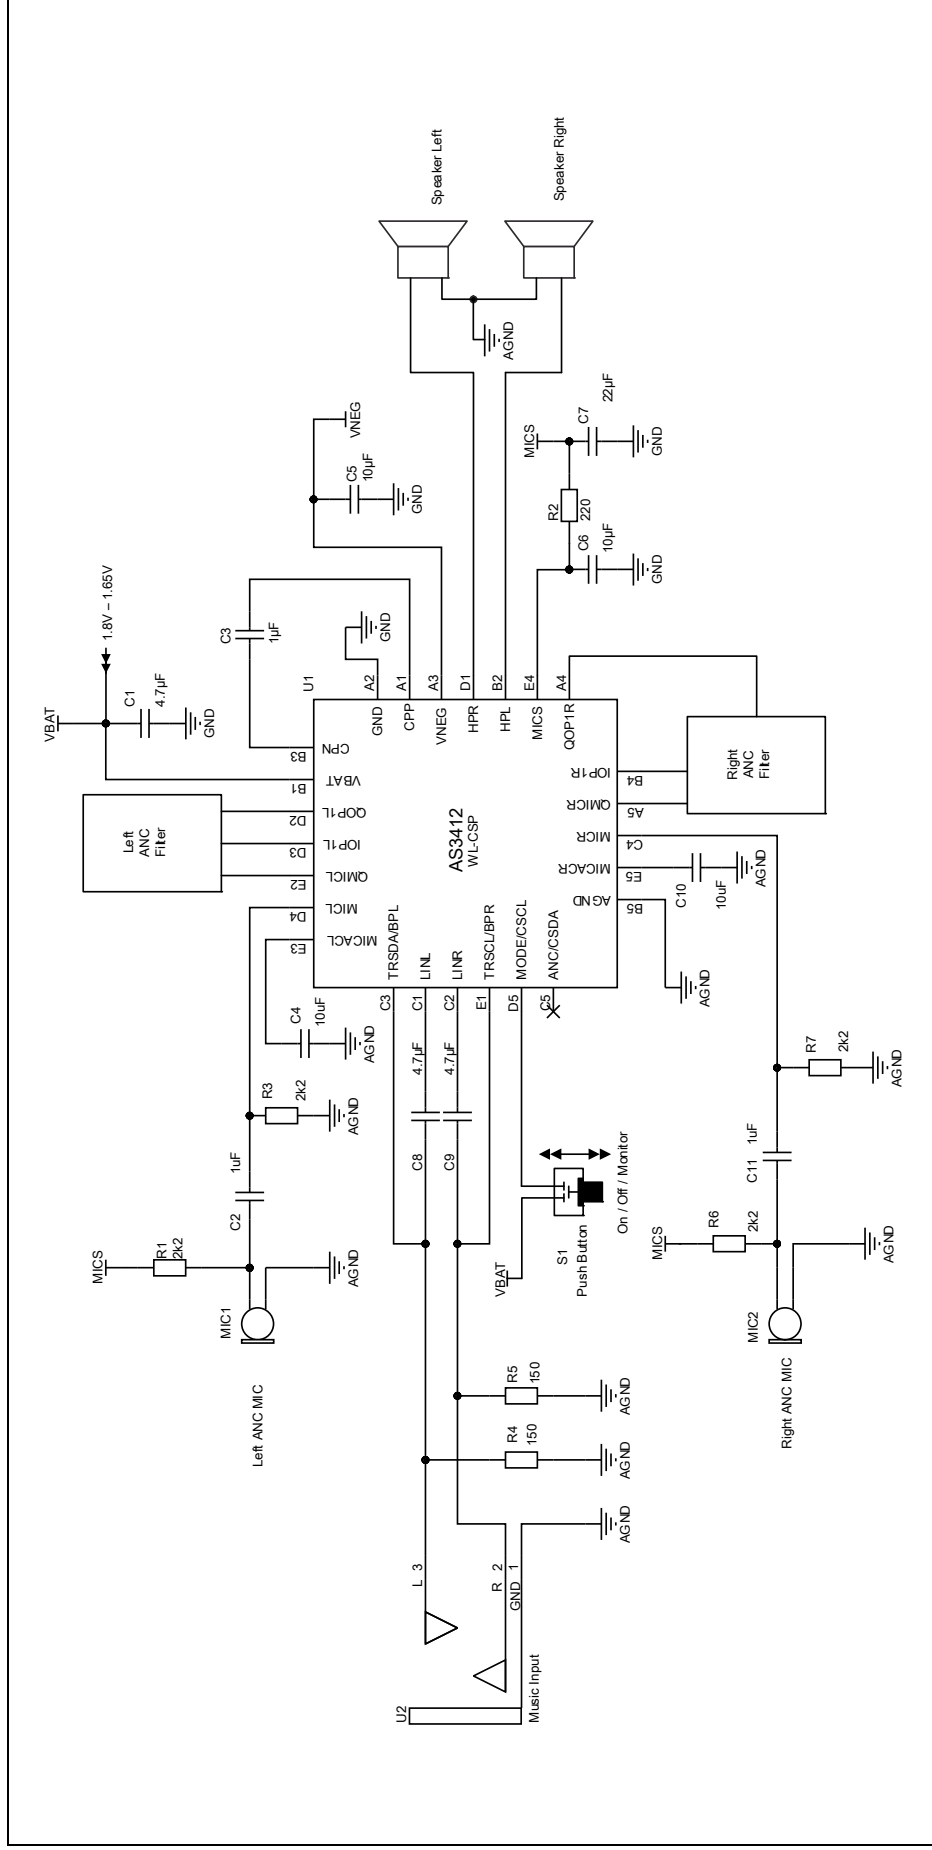 Speaker Left
Speaker Right
AGND
VNEG
C5
10µF
GND
MICS
C7
22µF
GND
R2
220
C6
10µF
GND
1.8V – 1.65V
VBAT
C1
4.7µF
GND
C3
1µF
GND
U1
A2
A1
A3
D1
B2
E4
A4
GND
CPP
VNEG
HPR
HPL
MICS
QOP1R
B3
CPN
B1
VBAT
D2
QOP1L
D3
IOP1L
E2
QMICL
D4
MICL
E3
MICACL
Left
ANC
Filter
AS3412
WL-CSP
IOP1R
B4
QMICR
A5
MICR
C4
MICACR
E5
AGND
B5
Right
ANC
Filter
C10
10uF
AGND
AGND
TRSDA/BPL
LINL
LINR
TRSCL/BPR
MODE/CSCL
ANC/CSDA
C3
C1
C2
E1
D5
C5
C4
10uF
AGND
4.7µF
4.7µF
C8
C9
R3
2k2
AGND
1uF
C2
MICS
R1
2k2
AGND
MIC1
Left ANC MIC
On / Off / Monitor
S1
Push Button
VBAT
R7
2k2
AGND
1uF
C11
MICS
R6
2k2
AGND
MIC2
Right ANC MIC
R5
150
AGND
R4
150
AGND
AGND
L 3
R 2
GND 1
U2
Music Input